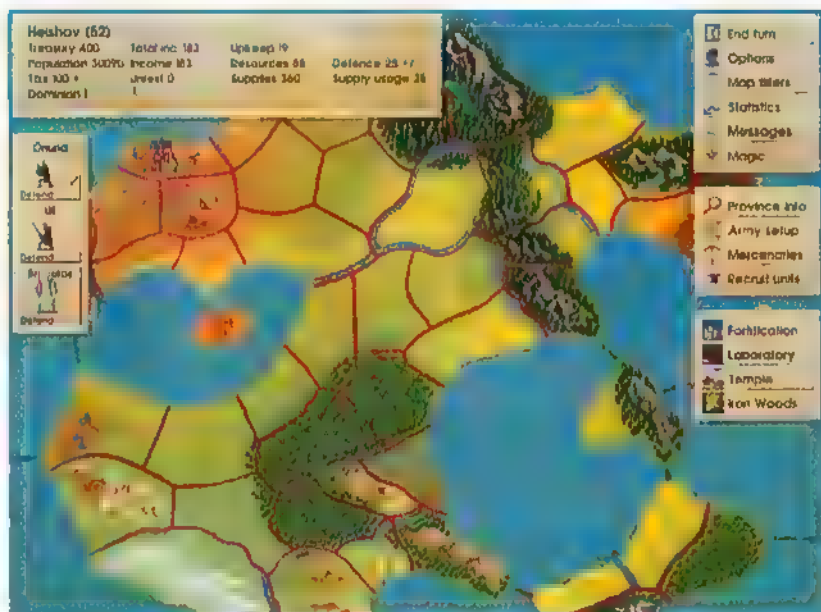 Heishov (52)
Treasury 400 Total inc. 183 Upkeep 19
Population 30090 Income 183 Resources 88 Defence 25 +7
Tax 100 + Unrest 0 Supplies 360 Supply usage 26
Dominion 1
Defend
Defend
Defend
End turn
Options
Map filters
Statistics
Messages
Magic
Province info
Army setup
Mercenaries
Recruit units
Fortification
Laboratory
Temple
Iron Woods